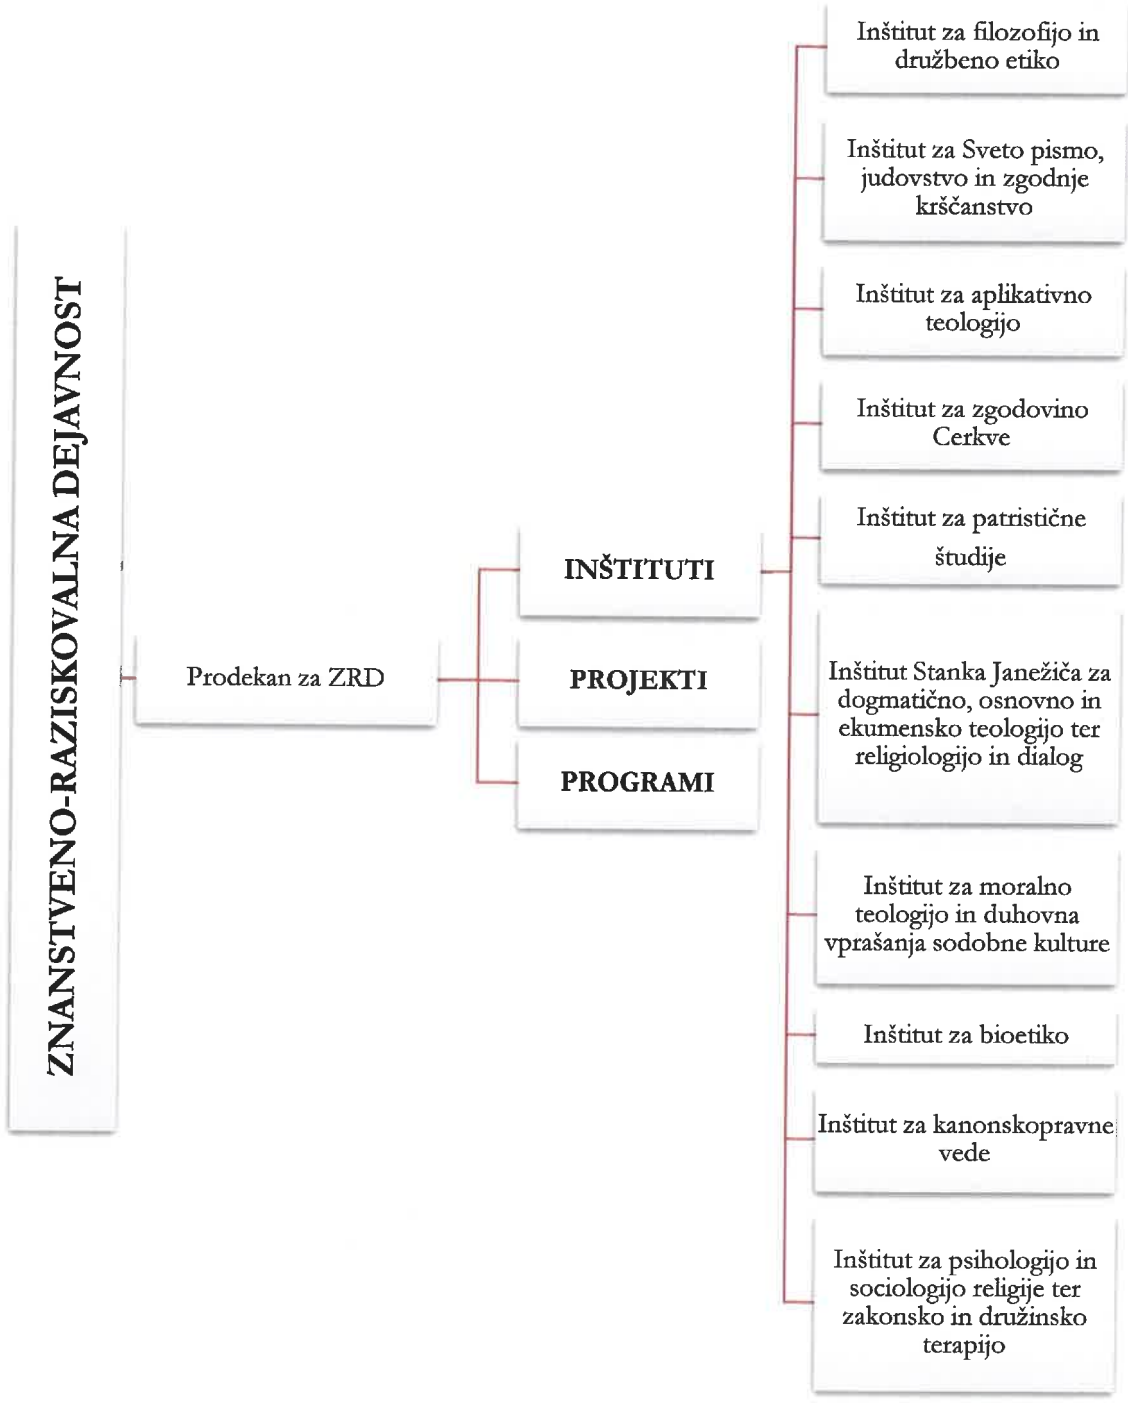 ZNANSTVENO-RAZISKOVALNA DEJAVNOST
Prodekan za ZRD
INŠTITUTI
PROJEKTI
PROGRAMI
Inštitut za filozofijo in
družbeno etiko
Inštitut za Sveto pismo,
judovstvo in zgodnje
krščanstvo
Inštitut za aplikativno
teologijo
Inštitut za zgodovino
Cerkve
Inštitut za patristične
študije
Inštitut Stanka Janežiča za
dogmatično, osnovno in
ekumensko teologijo ter
religiologijo in dialog
Inštitut za moralno
teologijo in duhovna
vprašanja sodobne kulture
Inštitut za bioetiko
Inštitut za kanonskopravne
vede
Inštitut za psihologijo in
sociologijo religije ter
zakonsko in družinsko
terapijo